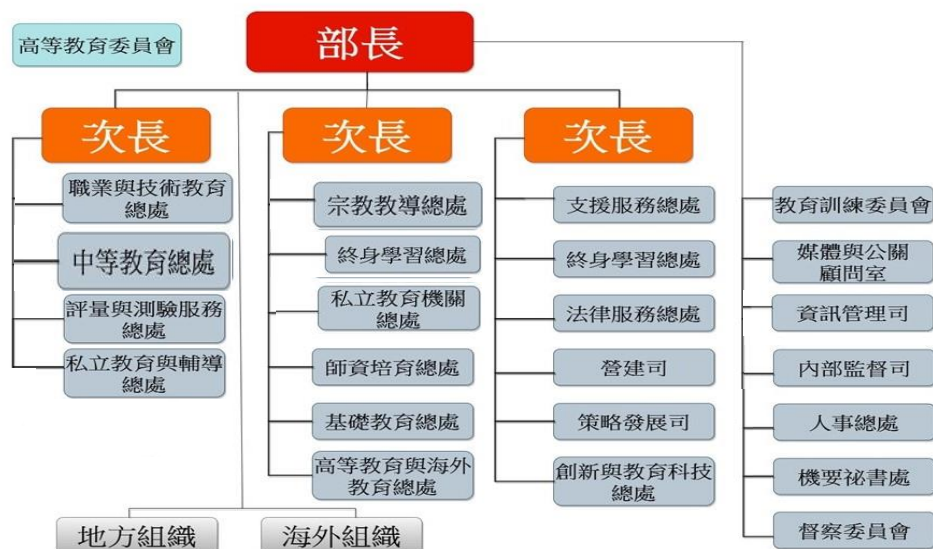 高等教育委員會
部長
次長
職業與技術教育
總處
中等教育總處
評量與測驗服務
總處
私立教育與輔導
總處
次長
宗教教導總處
終身學習總處
私立教育機關
總處
師資培育總處
基礎教育總處
高等教育與海外
教育總處
次長
支援服務總處
終身學習總處
法律服務總處
營建司
策略發展司
創新與教育科技
總處
教育訓練委員會
媒體與公關
顧問室
資訊管理司
內部監督司
人事總處
機要祕書處
督察委員會
地方組織
海外組織